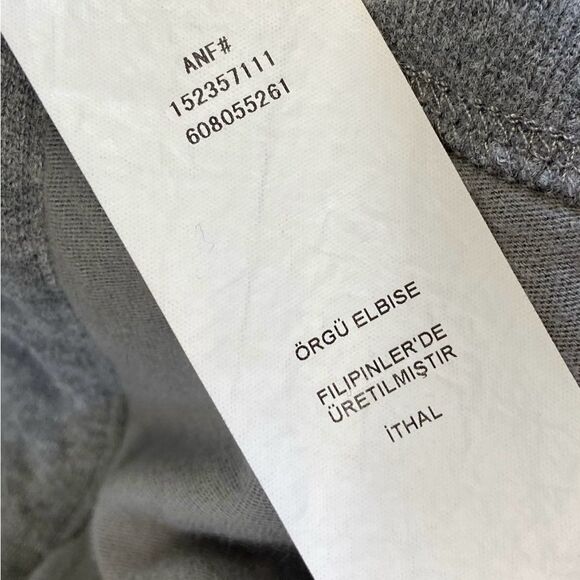 ANF#
152357111
608055261
ÖRGÜ ELBISE
FILIPINLER'DE
ÜRETILMIŞTIR
İTHAL